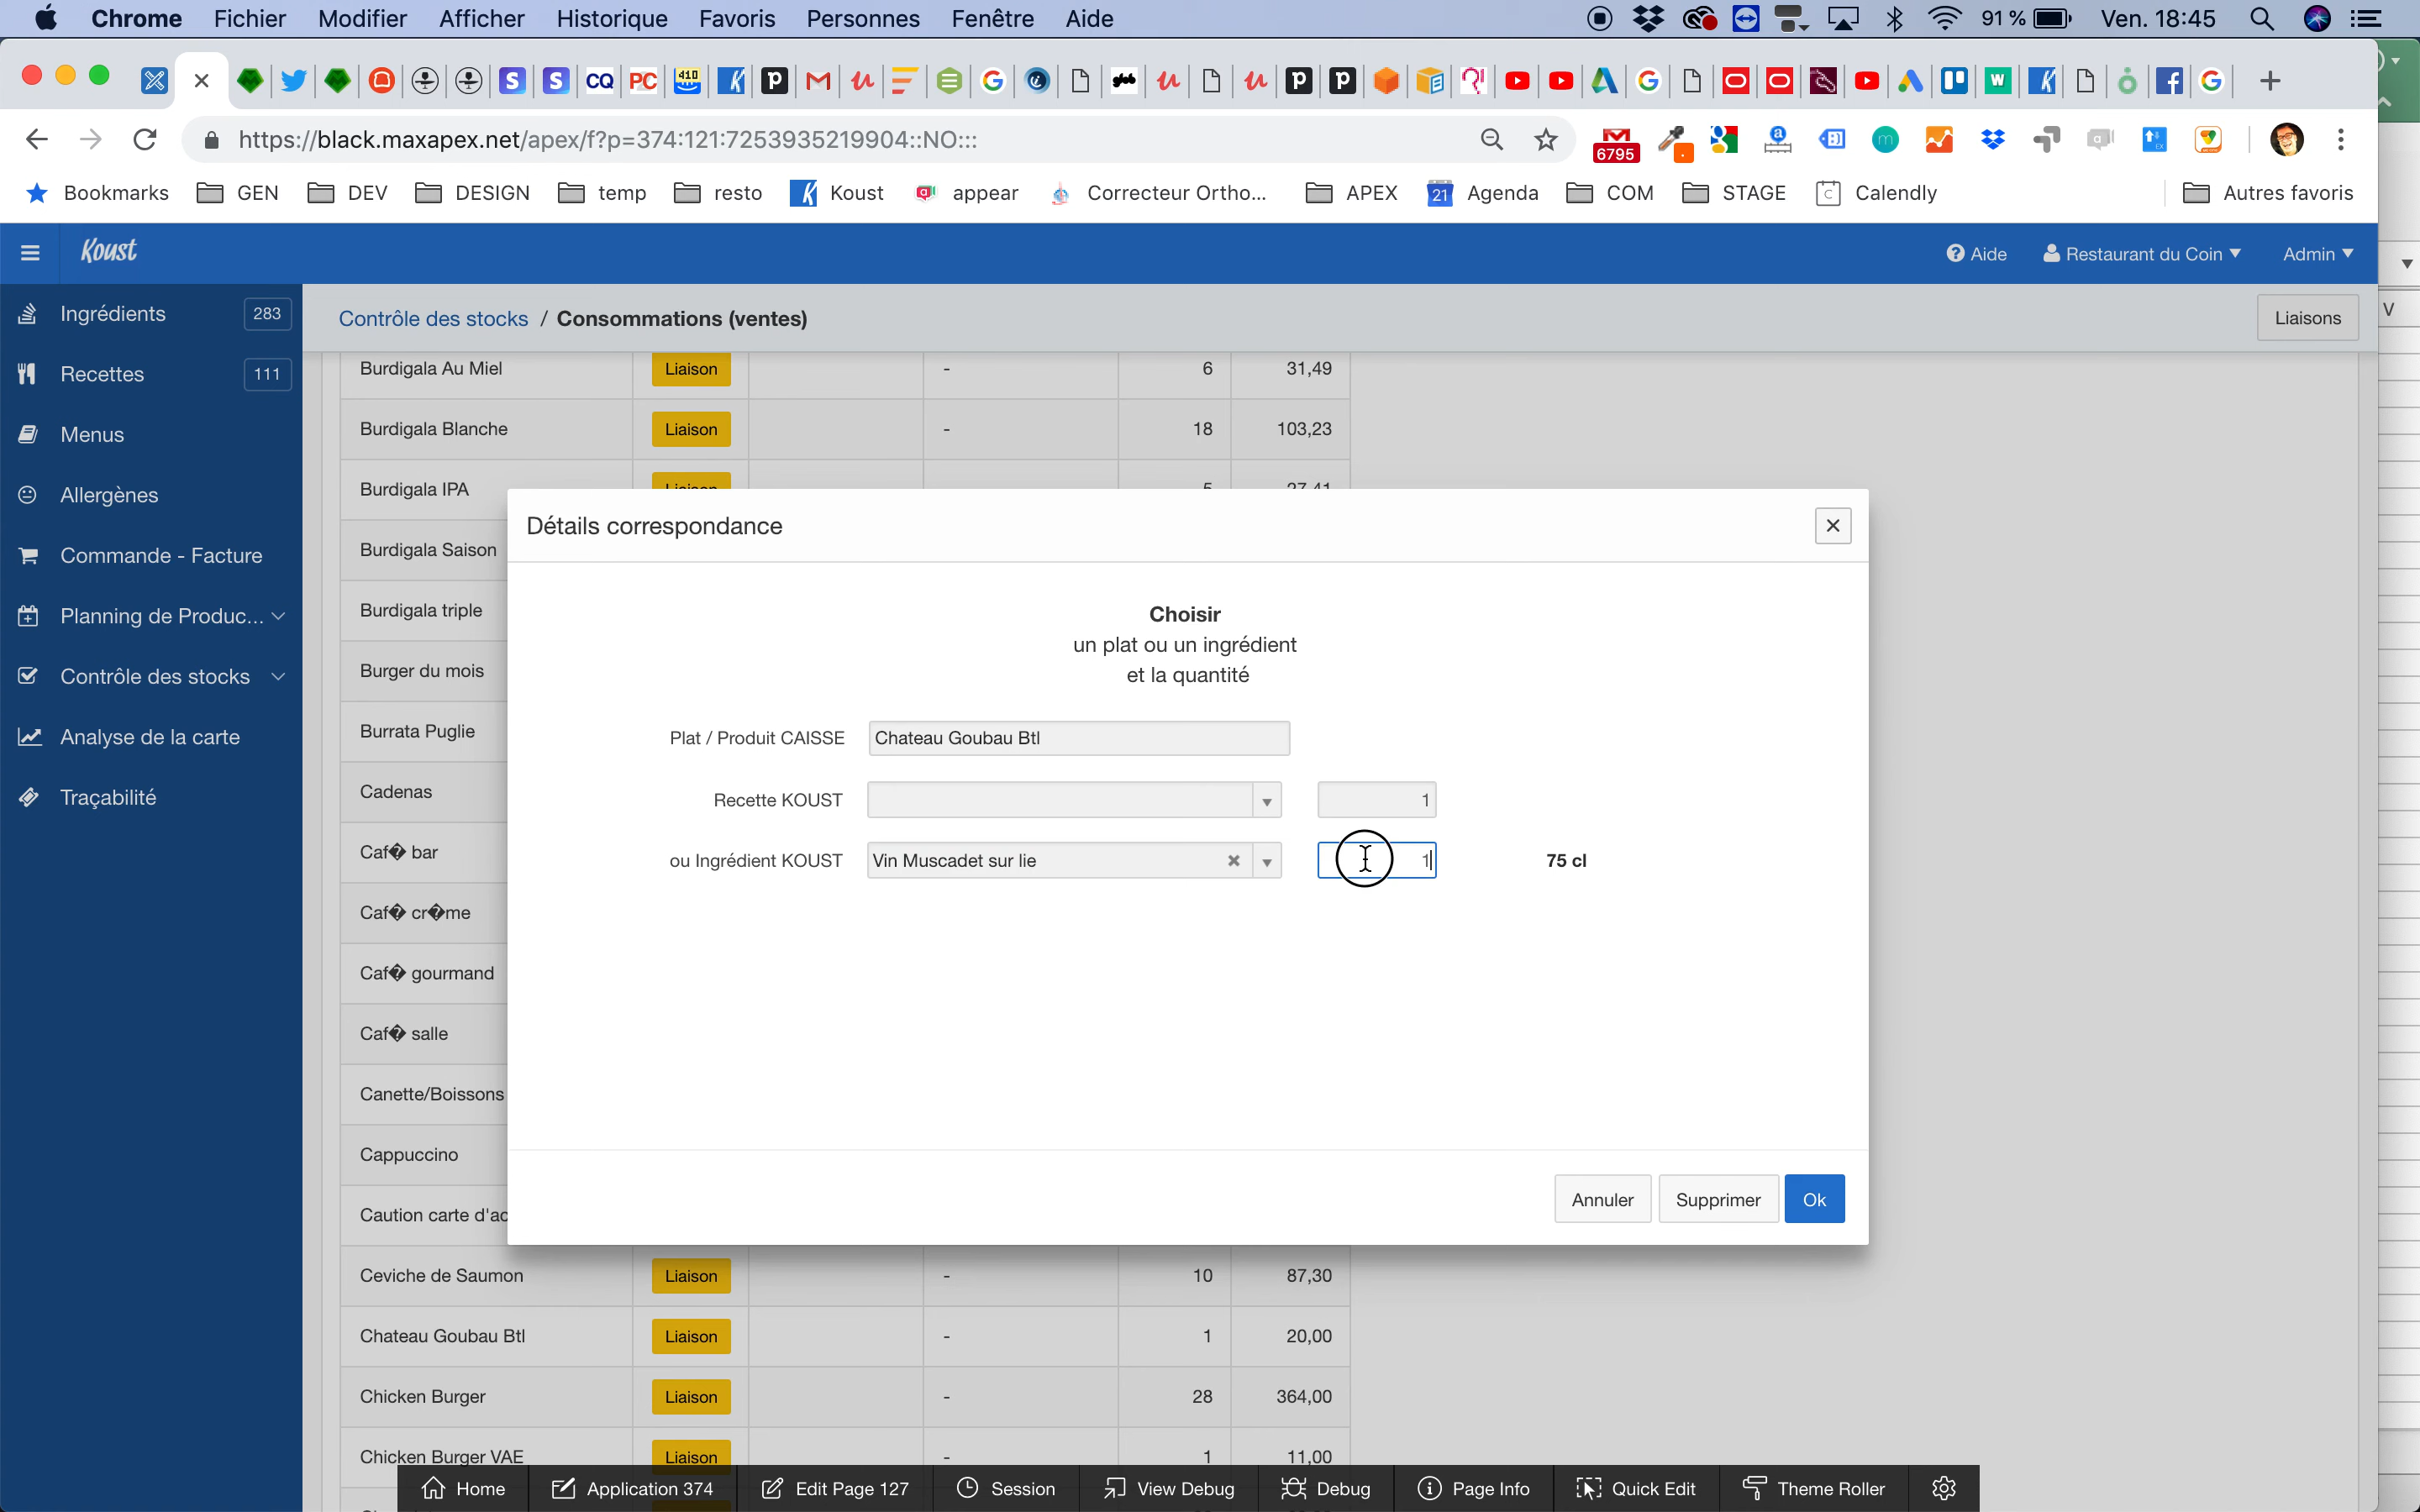 Chrome Fichier Modifier Afficher Historique Favoris Personnes Fenêtre Aide 91 % Ven. 18:45
https://black.maxapex.net/apex/f?p=374:121:7253935219904::NO:::
6795
Bookmarks GEN DEV DESIGN temp resto Koust appear Correcteur Ortho... APEX 21 Agenda COM STAGE Calendly Autres favoris
Koust Aide Restaurant du Coin Admin
Ingrédients 283
Recettes 111
Menus
Allergènes
Commande - Facture
Planning de Produc...
Contrôle des stocks
Analyse de la carte
Traçabilité
Contrôle des stocks / Consommations (ventes) Liaisons
V
Burdigala Au Miel Liaison - 6 31,49
Burdigala Blanche Liaison - 18 103,23
Burdigala IPA Liaison 5 27,41
Burdigala Saison
Burdigala triple
Burger du mois
Burrata Puglie
Cadenas
Caf� bar
Caf� cr�me
Caf� gourmand
Caf� salle
Canette/Boissons
Cappuccino
Caution carte d'ac
Détails correspondance
Choisir
un plat ou un ingrédient
et la quantité
Plat / Produit CAISSE Chateau Goubau Btl
Recette KOUST 1
ou Ingrédient KOUST Vin Muscadet sur lie 1 75 cl
Annuler Supprimer Ok
Ceviche de Saumon Liaison - 10 87,30
Chateau Goubau Btl Liaison - 1 20,00
Chicken Burger Liaison - 28 364,00
Chicken Burger VAE Liaison - 1 11,00
Home Application 374 Edit Page 127 Session View Debug Debug Page Info Quick Edit Theme Roller